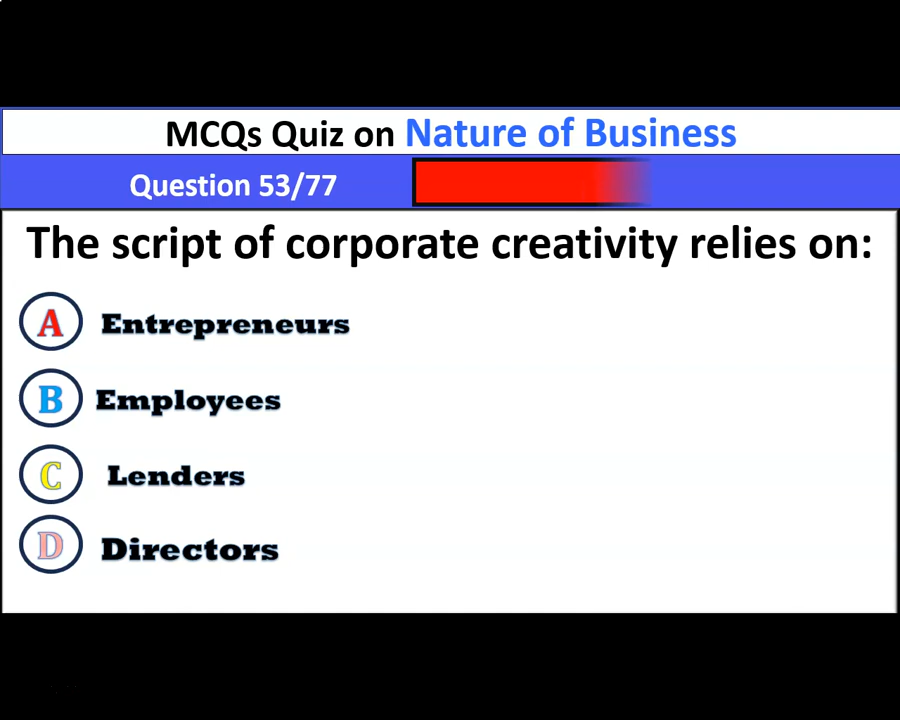 MCQs Quiz on Nature of Business
Question 53/77
The script of corporate creativity relies on:
A Entrepreneurs
B Employees
C Lenders
D Directors